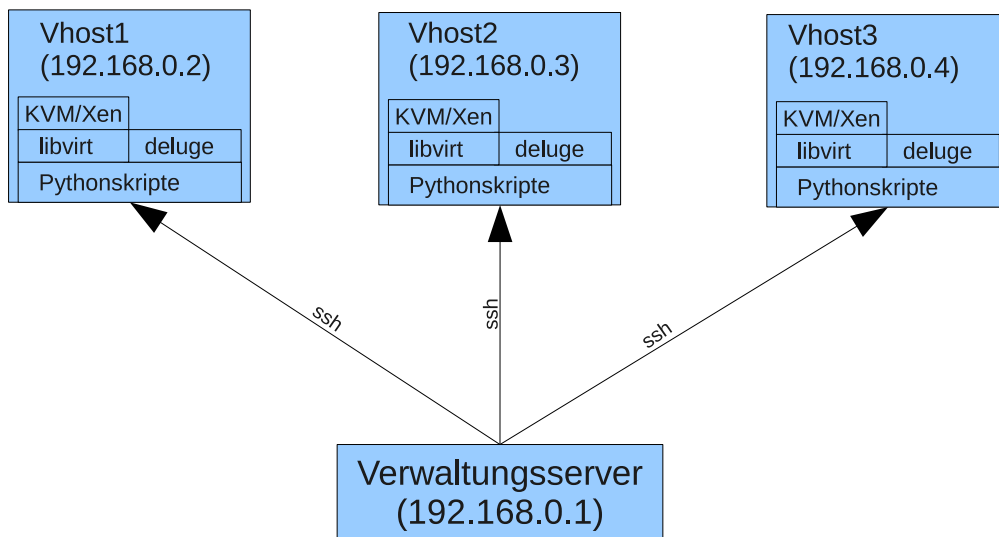 Vhost1
(192.168.0.2)
KVM/Xen
libvirt deluge
Pythonskripte
Vhost2
(192.168.0.3)
KVM/Xen
libvirt deluge
Pythonskripte
Vhost3
(192.168.0.4)
KVM/Xen
libvirt deluge
Pythonskripte
ssh
ssh
ssh
Verwaltungsserver
(192.168.0.1)